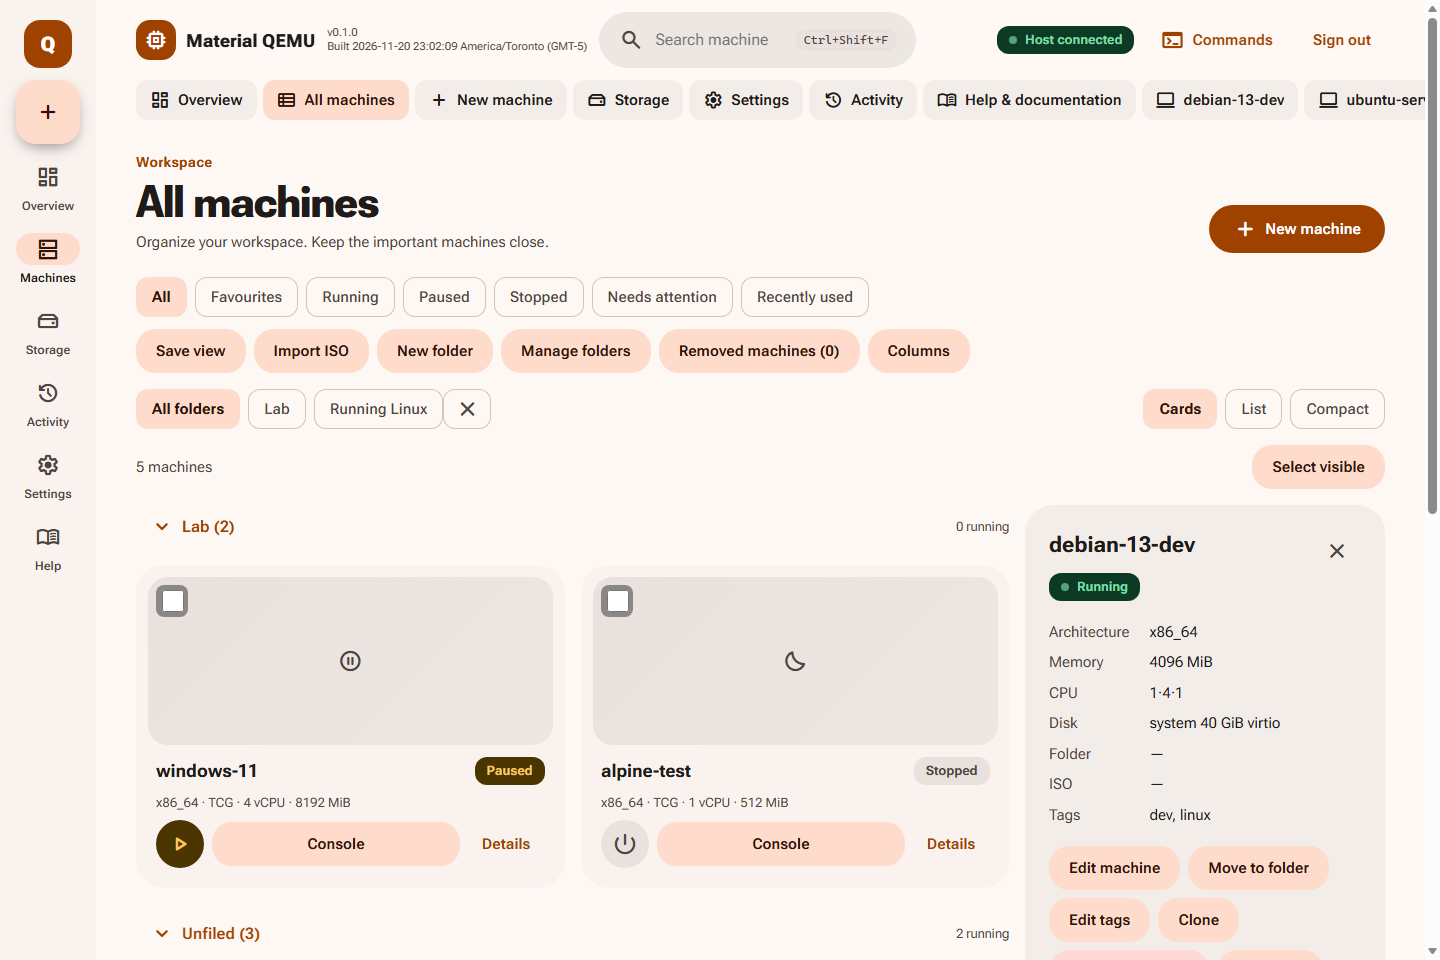 Q
Material QEMU
v0.1.0
Built 2026-11-20 23:02:09 America/Toronto (GMT-5)
Search machine
Ctrl+Shift+F
Host connected
Commands
Sign out
Overview
All machines
New machine
Storage
Settings
Activity
Help & documentation
debian-13-dev
ubuntu-ser
Overview
Machines
Storage
Activity
Settings
Help
Workspace
All machines
Organize your workspace. Keep the important machines close.
New machine
All
Favourites
Running
Paused
Stopped
Needs attention
Recently used
Save view
Import ISO
New folder
Manage folders
Removed machines (0)
Columns
All folders
Lab
Running Linux
Cards
List
Compact
5 machines
Select visible
Lab (2)
0 running
windows-11
Paused
x86_64 · TCG · 4 vCPU · 8192 MiB
Console
Details
alpine-test
Stopped
x86_64 · TCG · 1 vCPU · 512 MiB
Console
Details
Unfiled (3)
2 running
debian-13-dev
Running
Architecture x86_64
Memory 4096 MiB
CPU 1·4·1
Disk system 40 GiB virtio
Folder —
ISO —
Tags dev, linux
Edit machine
Move to folder
Edit tags
Clone